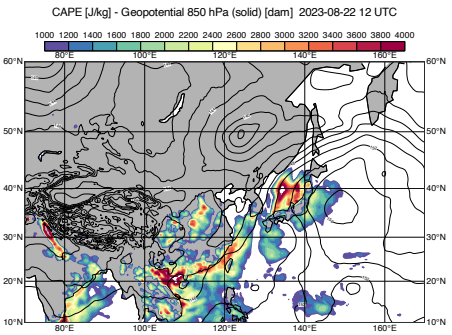 CAPE [J/kg] - Geopotential 850 hPa (solid) [dam] 2023-08-22 12 UTC
1000 1200 1400 1600 1800 2000 2200 2400 2600 2800 3000 3200 3400 3600 3800 4000
80°E 100°E 120°E 140°E 160°E
60°N 60°N
50°N 50°N
40°N 40°N
30°N 30°N
20°N 20°N
10°N 10°N
80°E 100°E 120°E 140°E 160°E